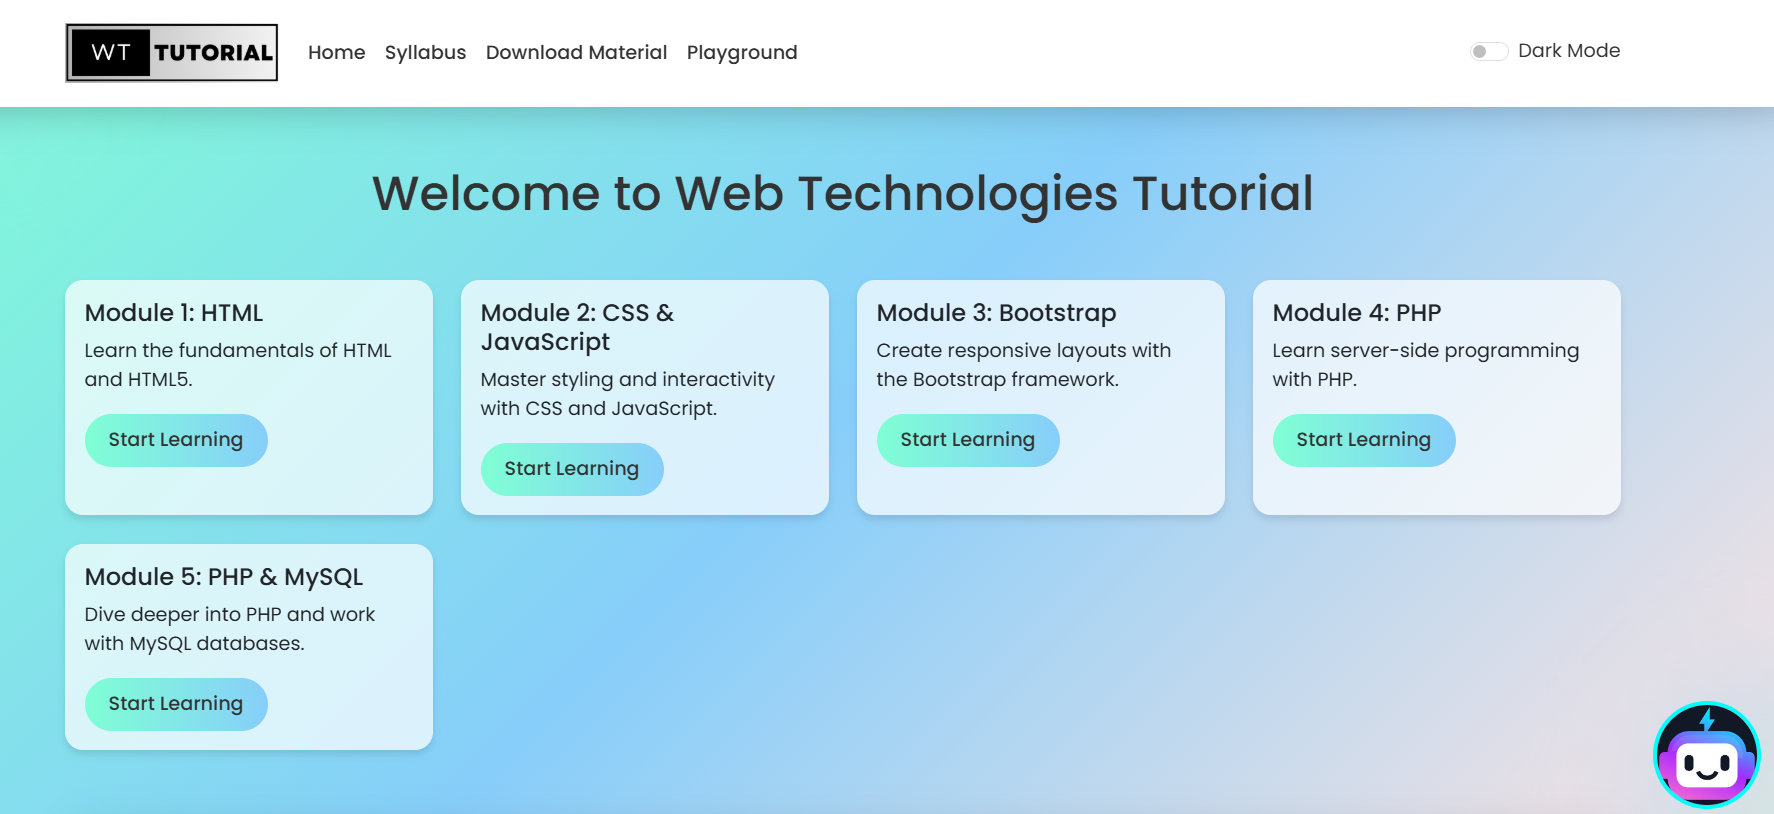 WT TUTORIAL
Home Syllabus Download Material Playground
Dark Mode
Welcome to Web Technologies Tutorial
Module 1: HTML
Learn the fundamentals of HTML
and HTML5.
Start Learning
Module 2: CSS &
JavaScript
Master styling and interactivity
with CSS and JavaScript.
Start Learning
Module 3: Bootstrap
Create responsive layouts with
the Bootstrap framework.
Start Learning
Module 4: PHP
Learn server-side programming
with PHP.
Start Learning
Module 5: PHP & MySQL
Dive deeper into PHP and work
with MySQL databases.
Start Learning